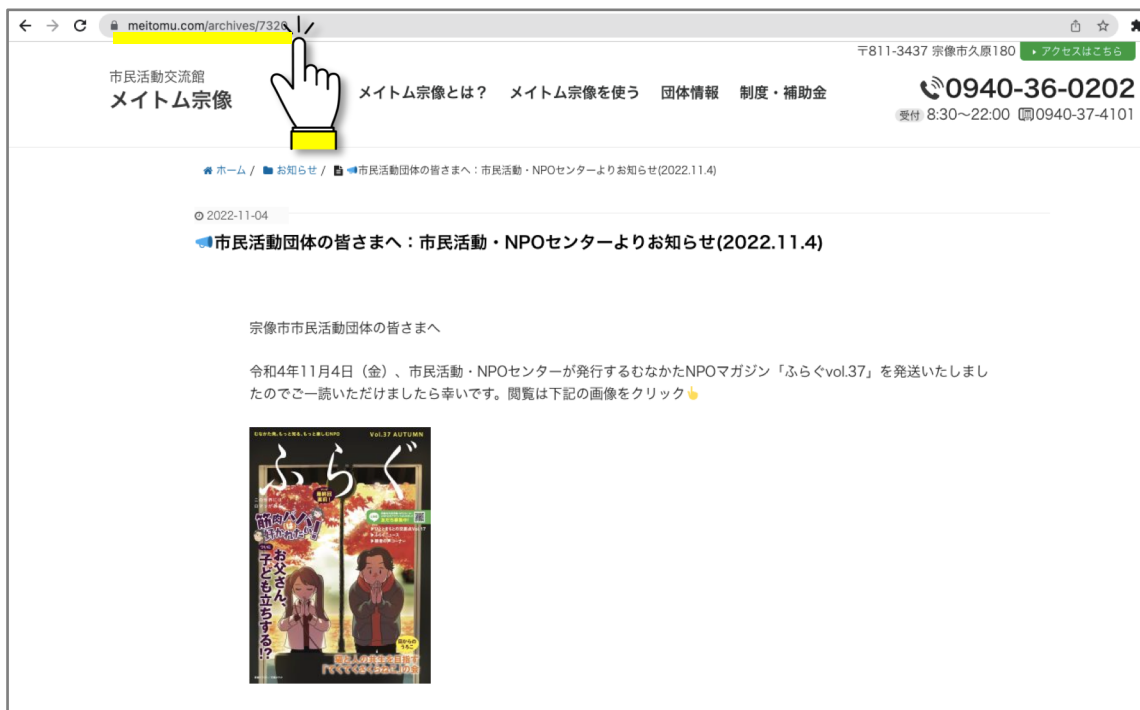 meitomu.com/archives/7320
〒811-3437 宗像市久原180 アクセスはこちら
市民活動交流館
メイトム宗像
メイトム宗像とは？ メイトム宗像を使う 団体情報 制度・補助金
0940-36-0202
受付 8:30〜22:00 0940-37-4101
ホーム / お知らせ / 市民活動団体の皆さまへ：市民活動・NPOセンターよりお知らせ(2022.11.4)
2022-11-04
市民活動団体の皆さまへ：市民活動・NPOセンターよりお知らせ(2022.11.4)
宗像市市民活動団体の皆さまへ
令和4年11月4日（金）、市民活動・NPOセンターが発行するむなかたNPOマガジン「ふらぐvol.37」を発送いたしまし
たのでご一読いただけましたら幸いです。閲覧は下記の画像をクリック
Vol.37 AUTUMN
ふらぐ
お父さん、
子ども立ちする!?